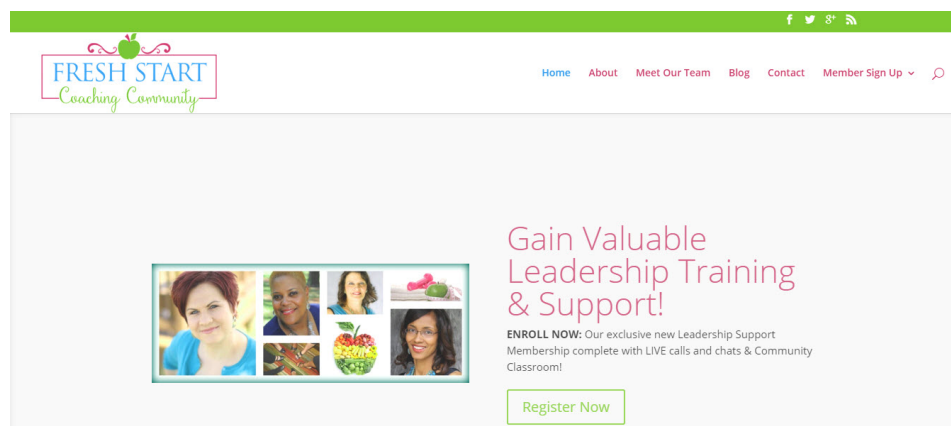 FRESH START
Coaching Community
Home About Meet Our Team Blog Contact Member Sign Up
Gain Valuable
Leadership Training
& Support!
ENROLL NOW: Our exclusive new Leadership Support
Membership complete with LIVE calls and chats & Community
Classroom!
Register Now